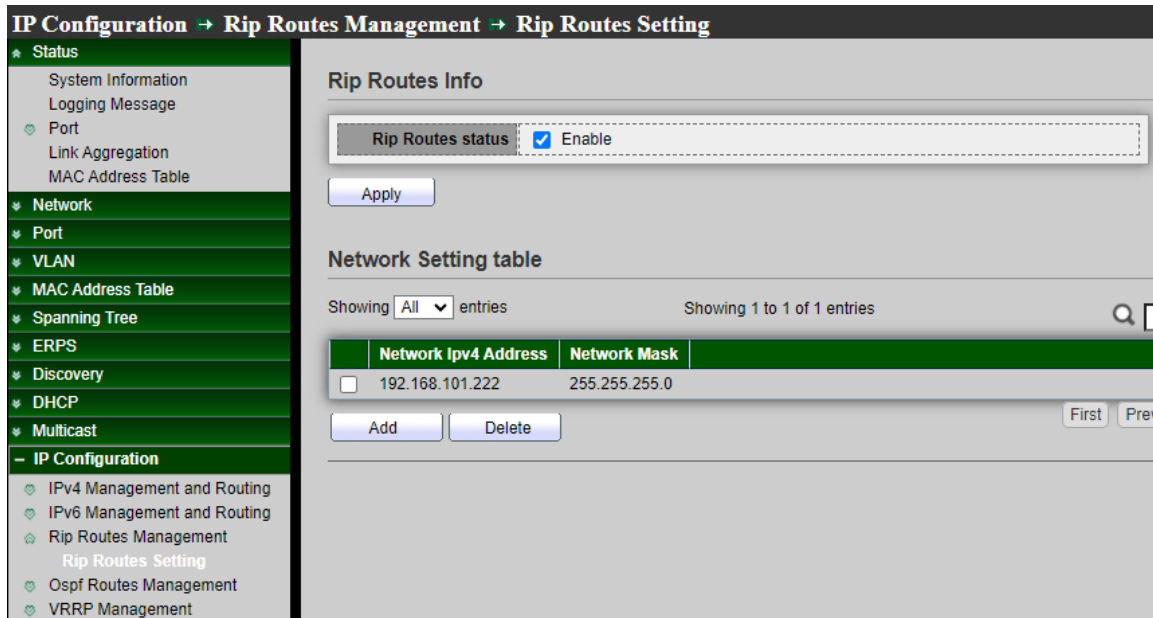 IP Configuration → Rip Routes Management → Rip Routes Setting
Status
System Information
Logging Message
Port
Link Aggregation
MAC Address Table
Network
Port
VLAN
MAC Address Table
Spanning Tree
ERPS
Discovery
DHCP
Multicast
IP Configuration
IPv4 Management and Routing
IPv6 Management and Routing
Rip Routes Management
Rip Routes Setting
Ospf Routes Management
VRRP Management
Rip Routes Info
Rip Routes status Enable
Apply
Network Setting table
Showing All entries Showing 1 to 1 of 1 entries
Network Ipv4 Address Network Mask
192.168.101.222 255.255.255.0
Add Delete First